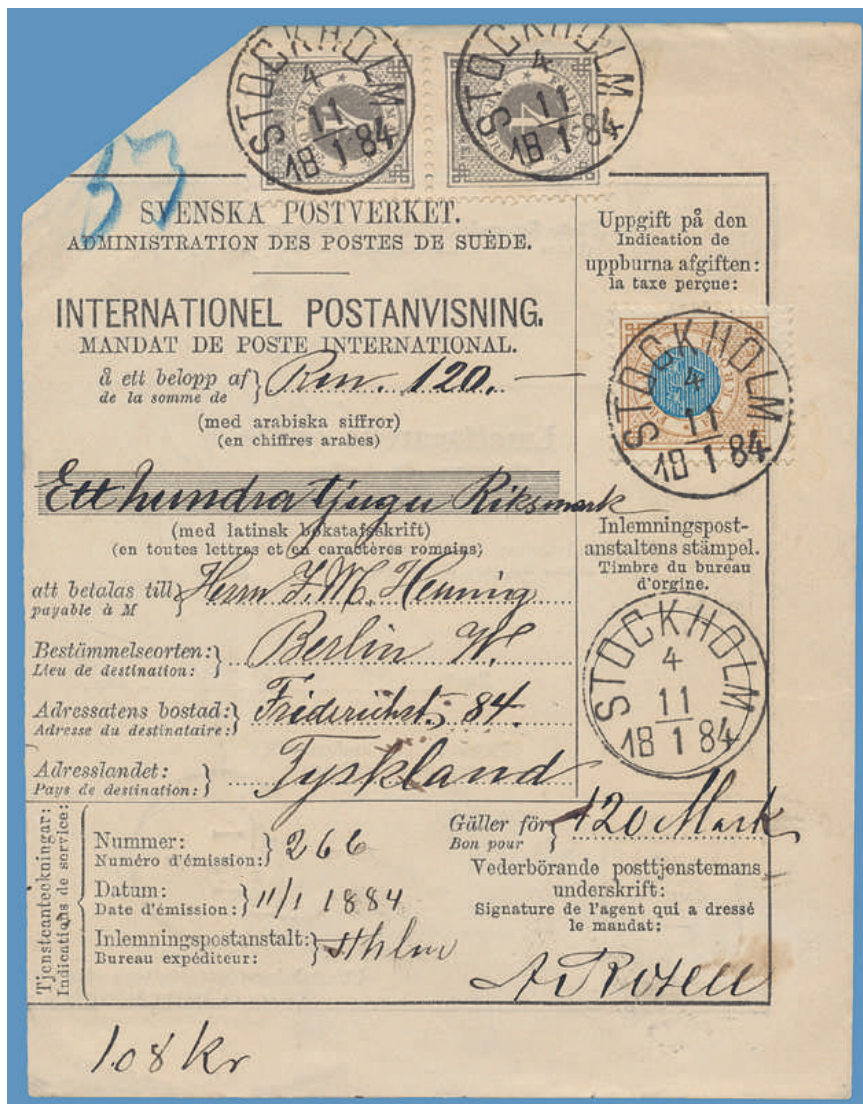 STOCKHOLM
4
11
18 1 84
STOCKHOLM
4
11
18 1 84
57
SVENSKA POSTVERKET.
ADMINISTRATION DES POSTES DE SUÈDE.
INTERNATIONEL POSTANVISNING.
MANDAT DE POSTE INTERNATIONAL.
å ett belopp af } Rm. 120. —
de la somme de
(med arabiska siffror)
(en chiffres arabes)
Ett hundra tjugu Riksmark
(med latinsk bokstafsskrift)
(en toutes lettres et en caractères romains)
att betalas till } Herrn F. M. Henning
payable à M
Bestämmelseorten: } Berlin W.
Lieu de destination:
Adressatens bostad: } Friderichst. 84.
Adresse du destinataire:
Adresslandet: } Tyskland
Pays de destination:
Uppgift på den
Indication de
uppburna afgiften:
la taxe perçue:
STOCKHOLM
4
11
18 1 84
Inlemningspost-
anstaltens stämpel.
Timbre du bureau
d'orgine.
STOCKHOLM
4
11
18 1 84
Tjensteanteckningar:
Indications de service:
Nummer: } 266
Numéro d'émission:
Datum: } 11/1 1884
Date d'émission:
Inlemningspostanstalt: } Sthlm
Bureau expéditeur:
Gäller för } 120 Mark
Bon pour
Vederbörande posttjenstemans
underskrift:
Signature de l'agent qui a dressé
le mandat:
A Rosen
1.08 kr